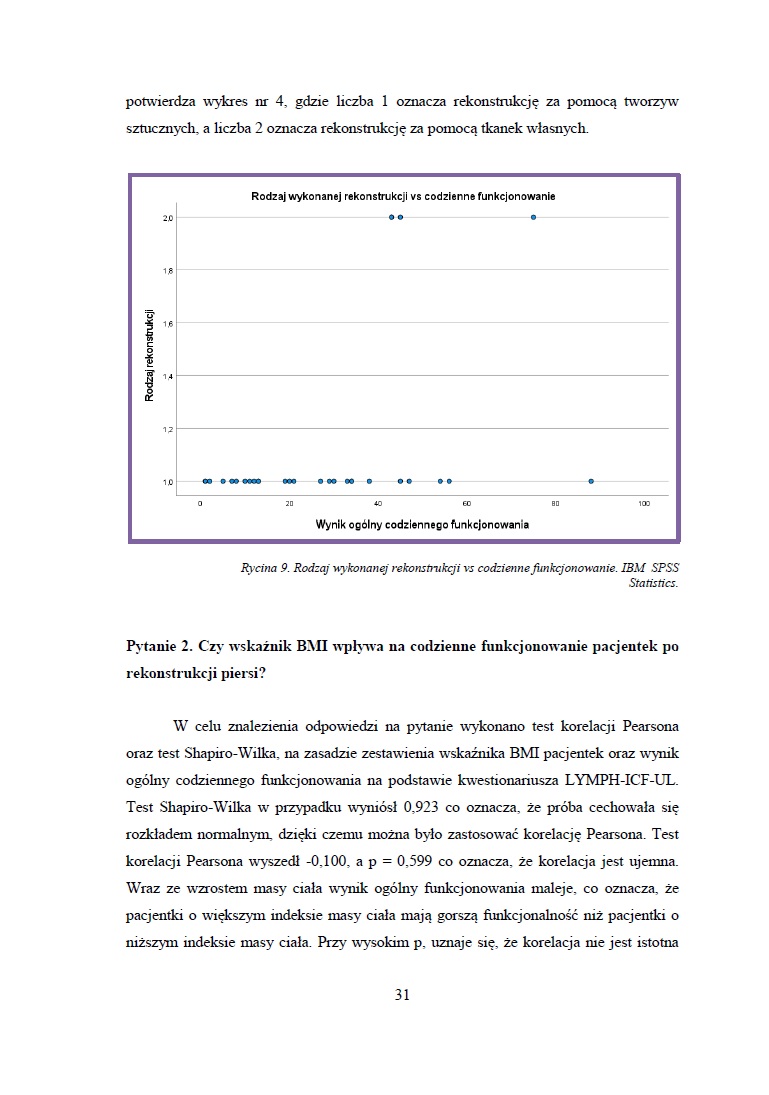 potwierdza wykres nr 4, gdzie liczba 1 oznacza rekonstrukcję za pomocą tworzyw
sztucznych, a liczba 2 oznacza rekonstrukcję za pomocą tkanek własnych.
Rodzaj wykonanej rekonstrukcji vs codzienne funkcjonowanie
Rodzaj rekonstrukcji
2,0
1,8
1,6
1,4
1,2
1,0
0 20 40 60 80 100
Wynik ogólny codziennego funkcjonowania
Rycina 9. Rodzaj wykonanej rekonstrukcji vs codzienne funkcjonowanie. IBM SPSS
Statistics.
Pytanie 2. Czy wskaźnik BMI wpływa na codzienne funkcjonowanie pacjentek po
rekonstrukcji piersi?
W celu znalezienia odpowiedzi na pytanie wykonano test korelacji Pearsona
oraz test Shapiro-Wilka, na zasadzie zestawienia wskaźnika BMI pacjentek oraz wynik
ogólny codziennego funkcjonowania na podstawie kwestionariusza LYMPH-ICF-UL.
Test Shapiro-Wilka w przypadku wyniósł 0,923 co oznacza, że próba cechowała się
rozkładem normalnym, dzięki czemu można było zastosować korelację Pearsona. Test
korelacji Pearsona wyszedł -0,100, a p = 0,599 co oznacza, że korelacja jest ujemna.
Wraz ze wzrostem masy ciała wynik ogólny funkcjonowania maleje, co oznacza, że
pacjentki o większym indeksie masy ciała mają gorszą funkcjonalność niż pacjentki o
niższym indeksie masy ciała. Przy wysokim p, uznaje się, że korelacja nie jest istotna
31